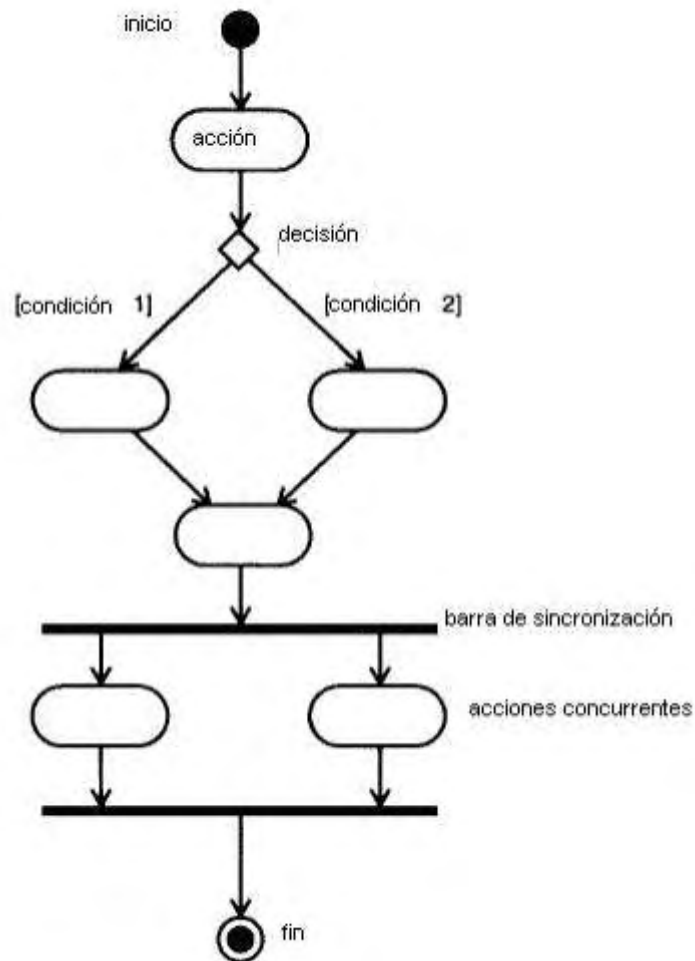 inicio
acción
decisión
[condición 1]
[condición 2]
barra de sincronización
acciones concurrentes
fin